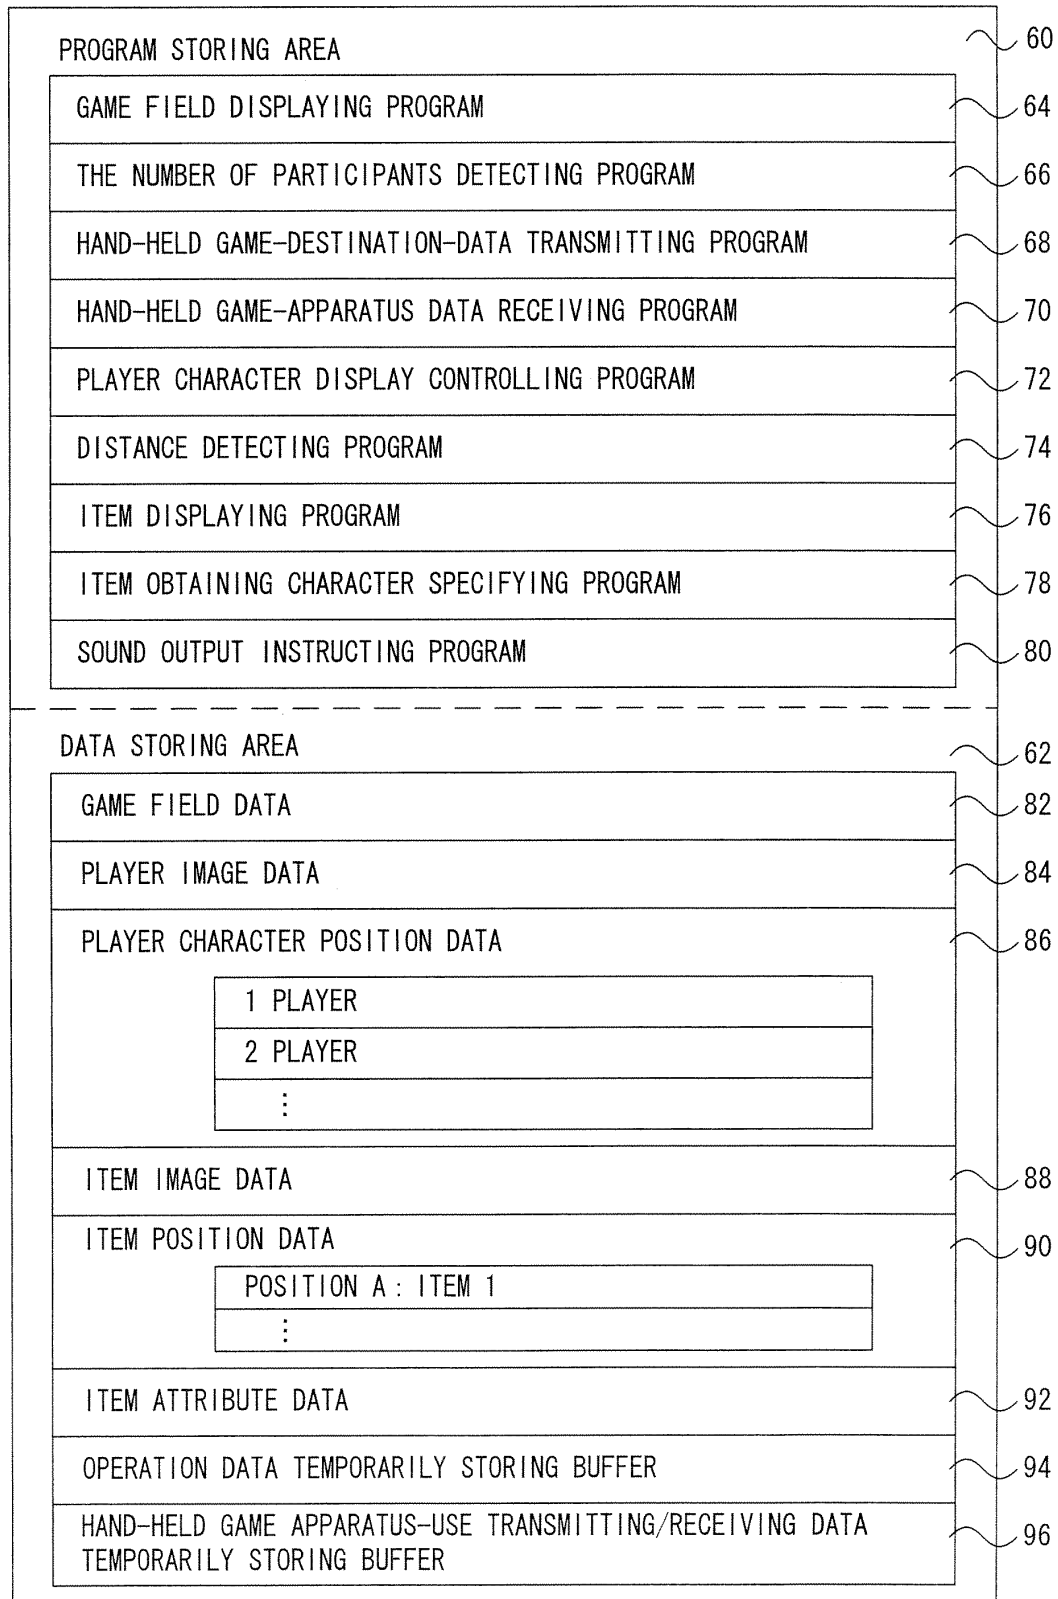 PROGRAM STORING AREA 60
GAME FIELD DISPLAYING PROGRAM 64
THE NUMBER OF PARTICIPANTS DETECTING PROGRAM 66
HAND-HELD GAME-DESTINATION-DATA TRANSMITTING PROGRAM 68
HAND-HELD GAME-APPARATUS DATA RECEIVING PROGRAM 70
PLAYER CHARACTER DISPLAY CONTROLLING PROGRAM 72
DISTANCE DETECTING PROGRAM 74
ITEM DISPLAYING PROGRAM 76
ITEM OBTAINING CHARACTER SPECIFYING PROGRAM 78
SOUND OUTPUT INSTRUCTING PROGRAM 80
DATA STORING AREA 62
GAME FIELD DATA 82
PLAYER IMAGE DATA 84
PLAYER CHARACTER POSITION DATA 86
1 PLAYER
2 PLAYER
⋮
ITEM IMAGE DATA 88
ITEM POSITION DATA 90
POSITION A : ITEM 1
⋮
ITEM ATTRIBUTE DATA 92
OPERATION DATA TEMPORARILY STORING BUFFER 94
HAND-HELD GAME APPARATUS-USE TRANSMITTING/RECEIVING DATA 96
TEMPORARILY STORING BUFFER